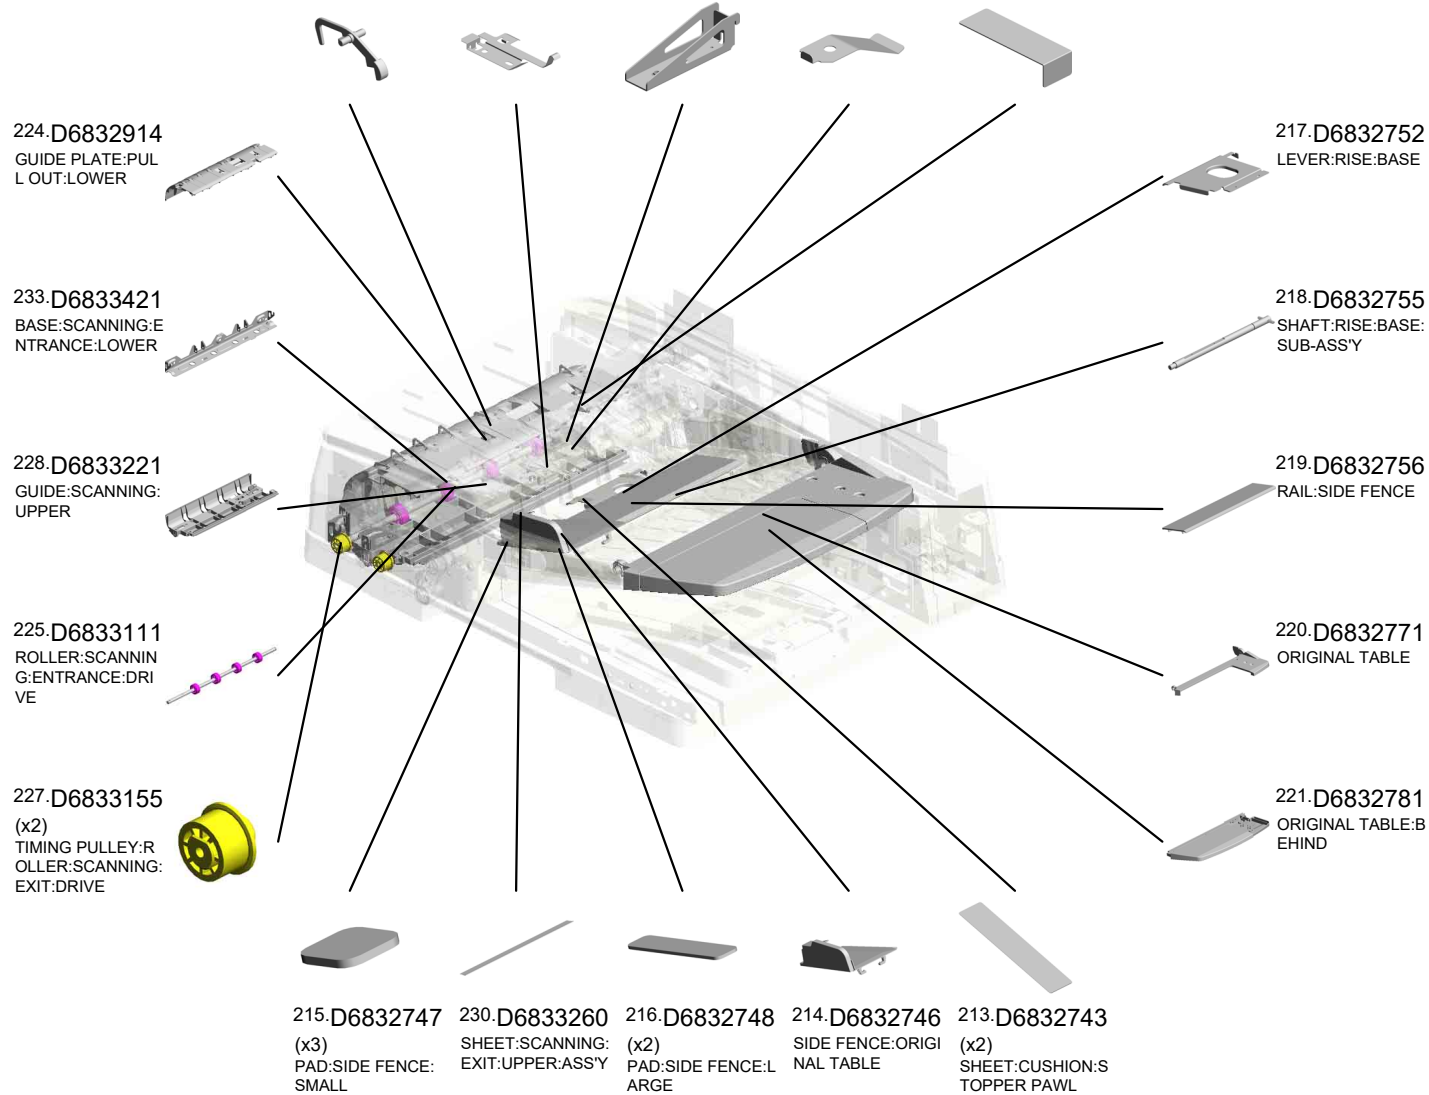 224.D6832914
GUIDE PLATE:PUL
L OUT:LOWER
233.D6833421
BASE:SCANNING:E
NTRANCE:LOWER
228.D6833221
GUIDE:SCANNING:
UPPER
225.D6833111
ROLLER:SCANNIN
G:ENTRANCE:DRI
VE
227.D6833155
(x2)
TIMING PULLEY:R
OLLER:SCANNING:
EXIT:DRIVE
217.D6832752
LEVER:RISE:BASE
218.D6832755
SHAFT:RISE:BASE:
SUB-ASS'Y
219.D6832756
RAIL:SIDE FENCE
220.D6832771
ORIGINAL TABLE
221.D6832781
ORIGINAL TABLE:B
EHIND
215.D6832747
(x3)
PAD:SIDE FENCE:
SMALL
230.D6833260
SHEET:SCANNING:
EXIT:UPPER:ASS'Y
216.D6832748
(x2)
PAD:SIDE FENCE:L
ARGE
214.D6832746
SIDE FENCE:ORIGI
NAL TABLE
213.D6832743
(x2)
SHEET:CUSHION:S
TOPPER PAWL